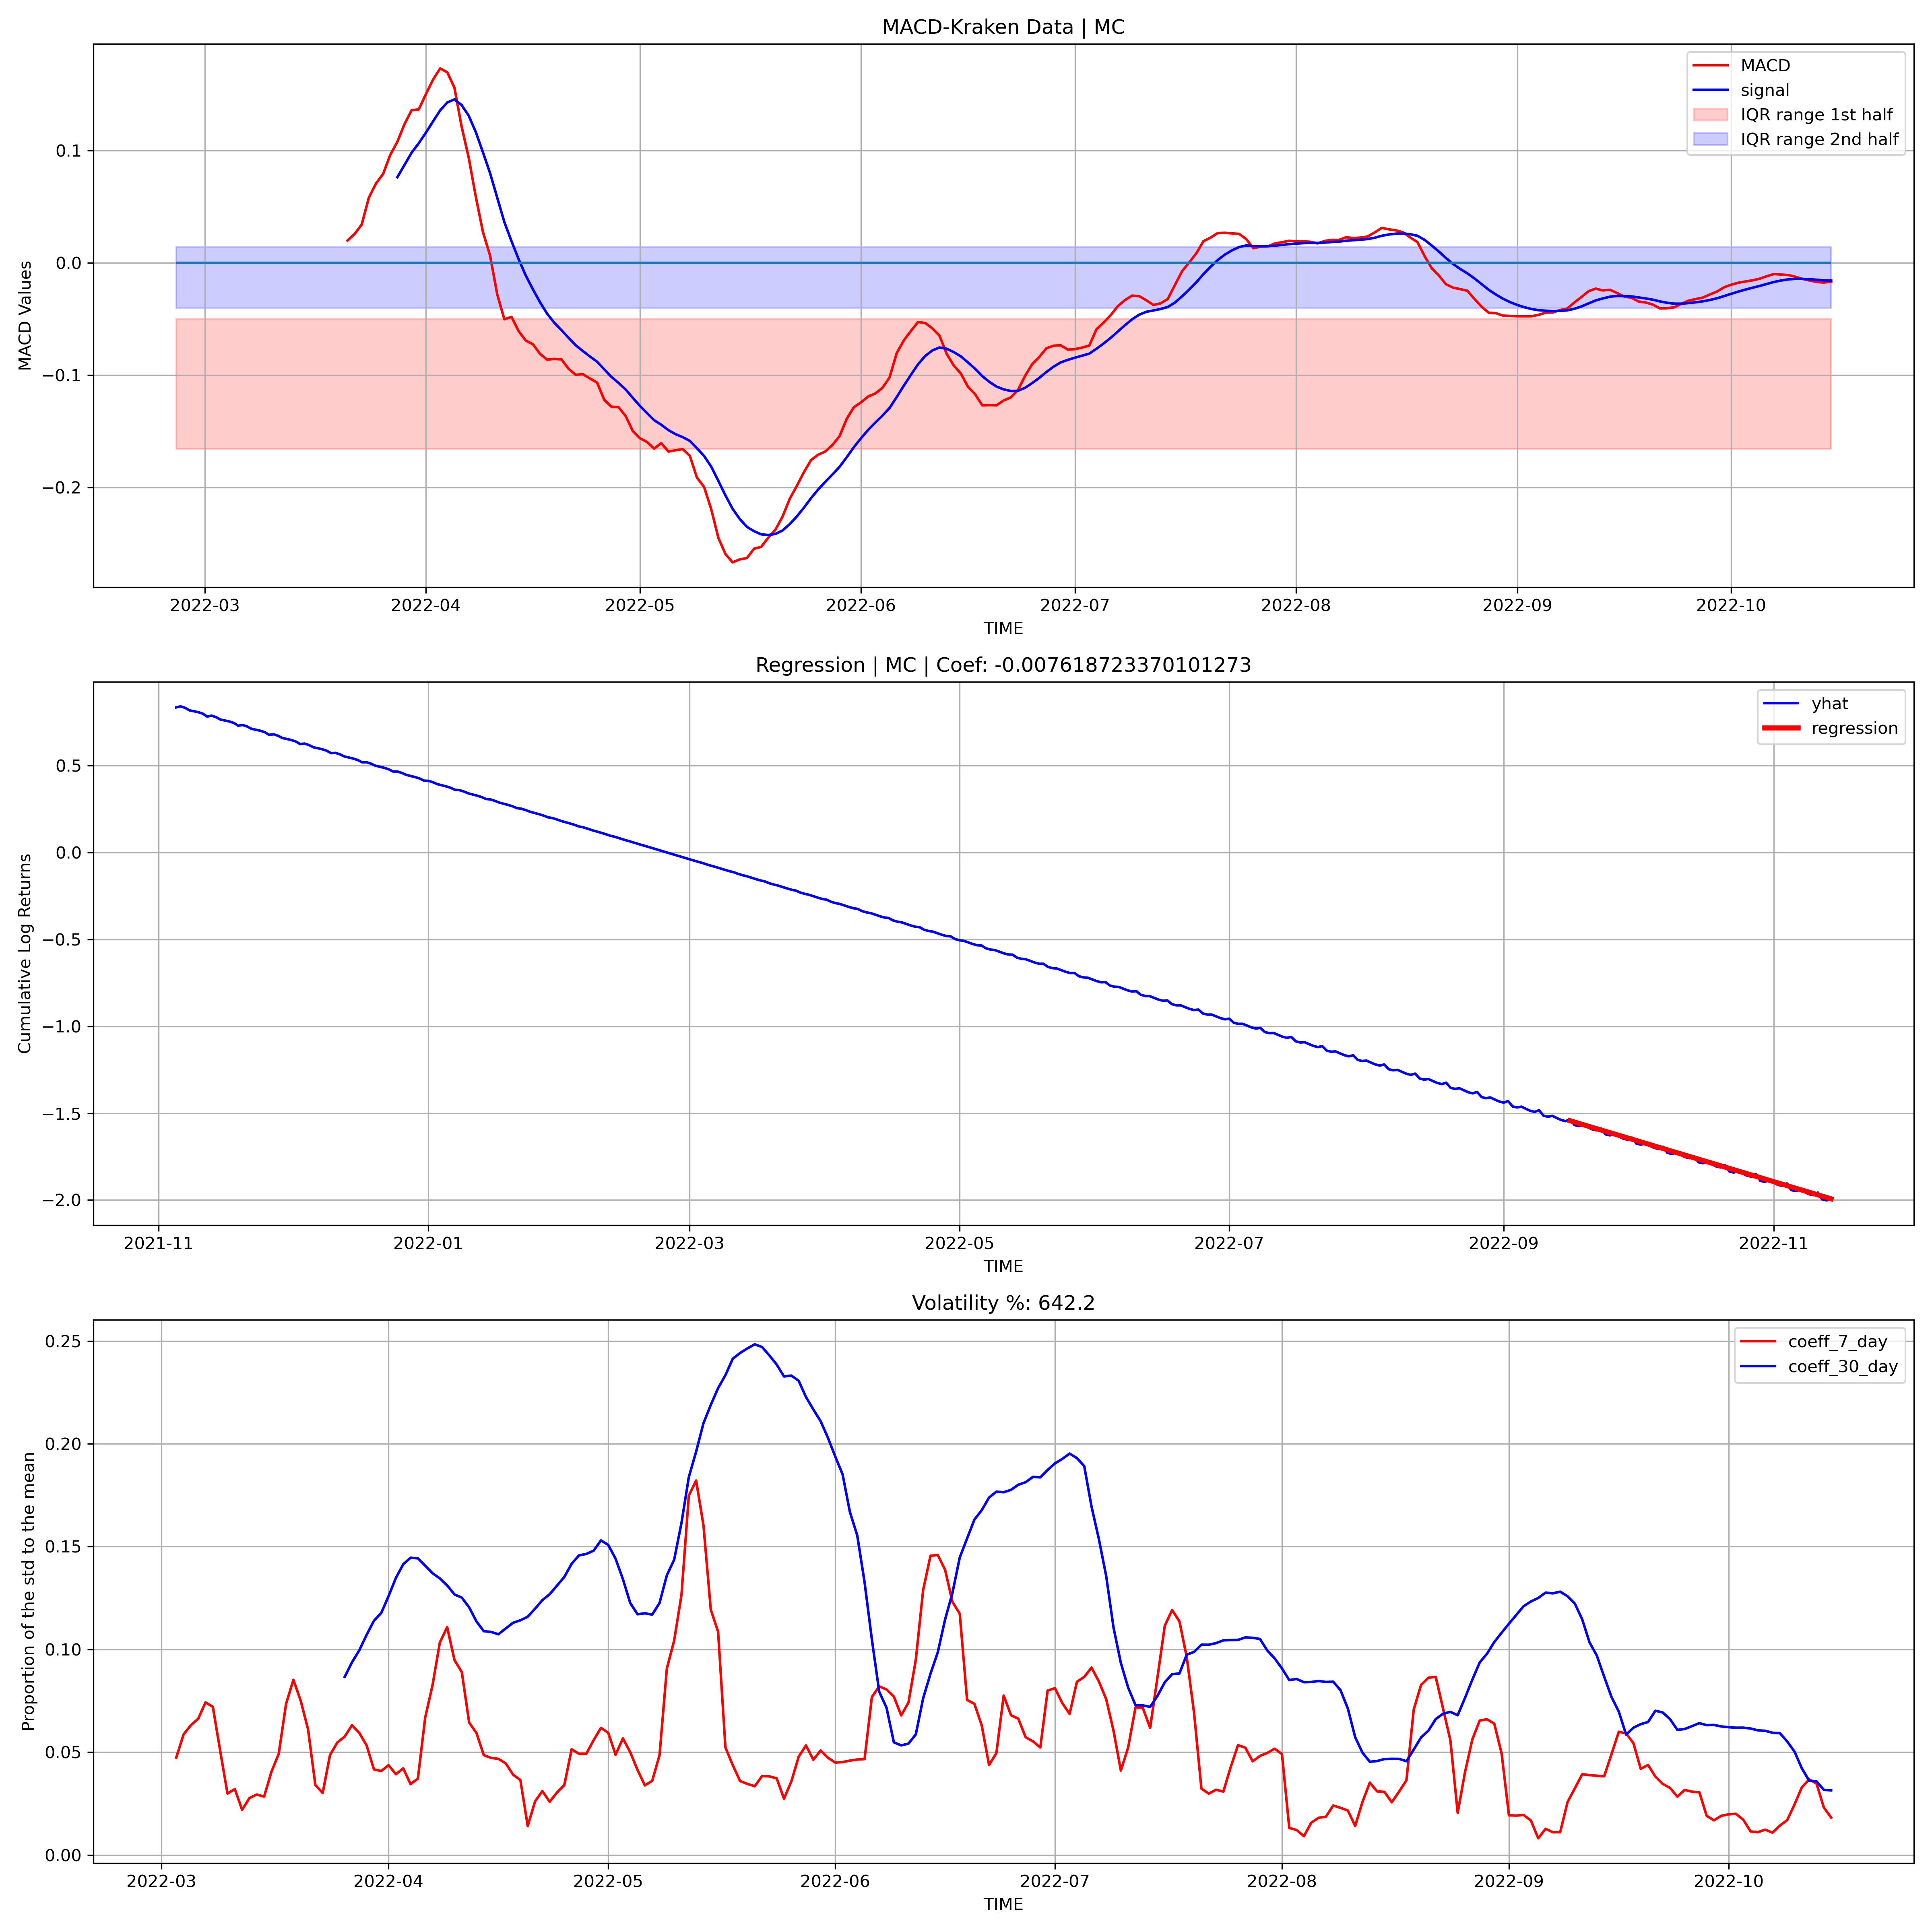 MACD-Kraken Data | MC
MACD
signal
IQR range 1st half
IQR range 2nd half
MACD Values
0.1
0.0
−0.1
−0.2
2022-03 2022-04 2022-05 2022-06 2022-07 2022-08 2022-09 2022-10
TIME
Regression | MC | Coef: -0.007618723370101273
yhat
regression
Cumulative Log Returns
0.5
0.0
−0.5
−1.0
−1.5
−2.0
2021-11 2022-01 2022-03 2022-05 2022-07 2022-09 2022-11
TIME
Volatility %: 642.2
coeff_7_day
coeff_30_day
Proportion of the std to the mean
0.25
0.20
0.15
0.10
0.05
0.00
2022-03 2022-04 2022-05 2022-06 2022-07 2022-08 2022-09 2022-10
TIME